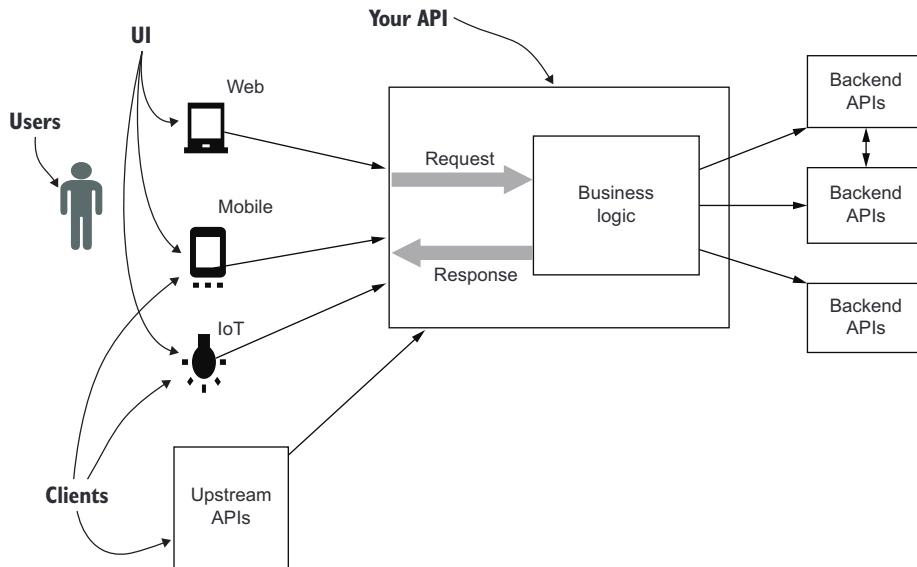 Your API
UI
Web
Users
Mobile
IoT
Clients
Upstream
APIs
Request
Response
Business
logic
Backend
APIs
Backend
APIs
Backend
APIs